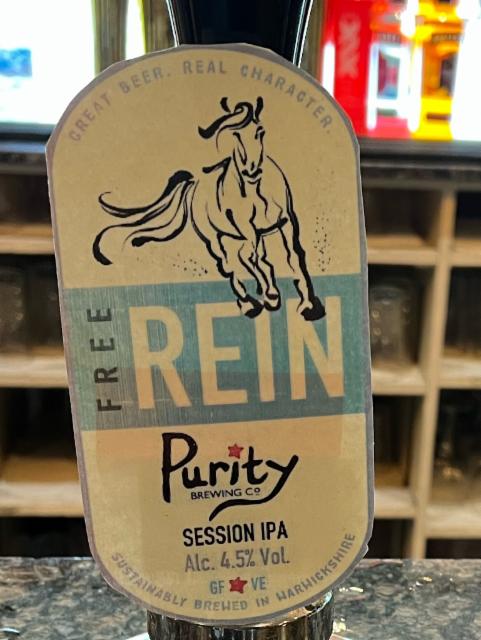 GREAT BEER. REAL CHARACTER.
FREE
REIN
Purity
BREWING CO
SESSION IPA
Alc. 4.5% Vol.
GF VE
SUSTAINABLY BREWED IN WARWICKSHIRE